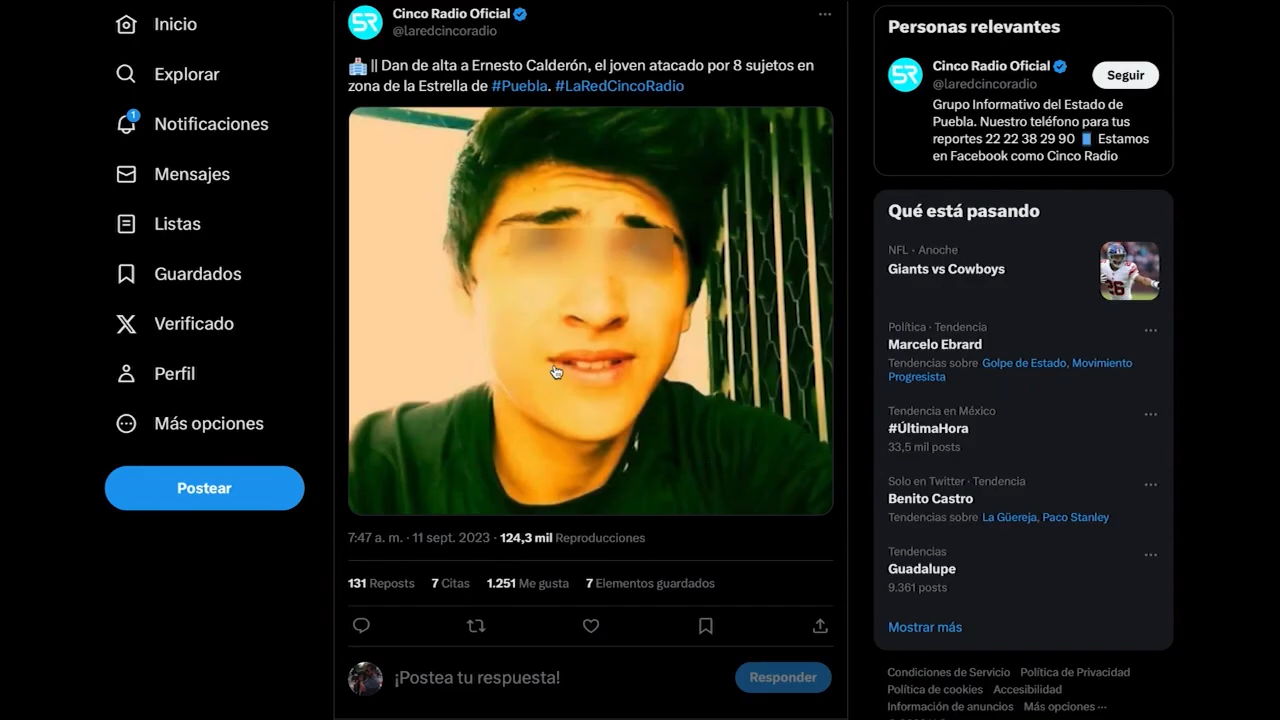 Inicio
Explorar
1
Notificaciones
Mensajes
Listas
Guardados
Verificado
Perfil
Más opciones
Postear
5R
Cinco Radio Oficial
@laredcincoradio
|| Dan de alta a Ernesto Calderón, el joven atacado por 8 sujetos en
zona de la Estrella de #Puebla. #LaRedCincoRadio
7:47 a. m. · 11 sept. 2023 · 124,3 mil Reproducciones
131 Reposts 7 Citas 1.251 Me gusta 7 Elementos guardados
¡Postea tu respuesta!
Responder
Personas relevantes
5R
Cinco Radio Oficial
@laredcincoradio
Seguir
Grupo Informativo del Estado de
Puebla. Nuestro teléfono para tus
reportes 22 22 38 29 90 Estamos
en Facebook como Cinco Radio
Qué está pasando
NFL · Anoche
Giants vs Cowboys
26
Política · Tendencia
Marcelo Ebrard
Tendencias sobre Golpe de Estado, Movimiento
Progresista
Tendencia en México
#ÚltimaHora
33,5 mil posts
Solo en Twitter · Tendencia
Benito Castro
Tendencias sobre La Güereja, Paco Stanley
Tendencias
Guadalupe
9.361 posts
Mostrar más
Condiciones de Servicio Política de Privacidad
Política de cookies Accesibilidad
Información de anuncios Más opciones ···